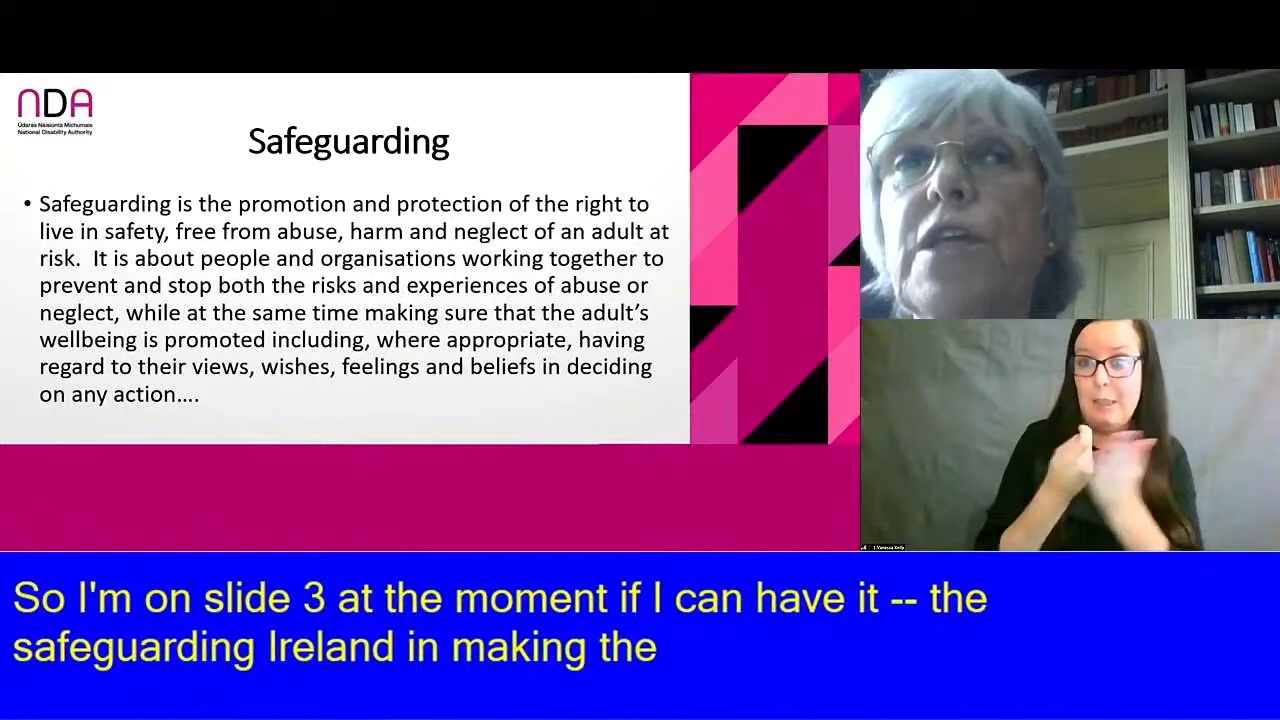 NDA
Údarás Náisiúnta Míchumais
National Disability Authority
Safeguarding
• Safeguarding is the promotion and protection of the right to
live in safety, free from abuse, harm and neglect of an adult at
risk.  It is about people and organisations working together to
prevent and stop both the risks and experiences of abuse or
neglect, while at the same time making sure that the adult's
wellbeing is promoted including, where appropriate, having
regard to their views, wishes, feelings and beliefs in deciding
on any action....
Vanessa Kelly
So I'm on slide 3 at the moment if I can have it -- the
safeguarding Ireland in making the